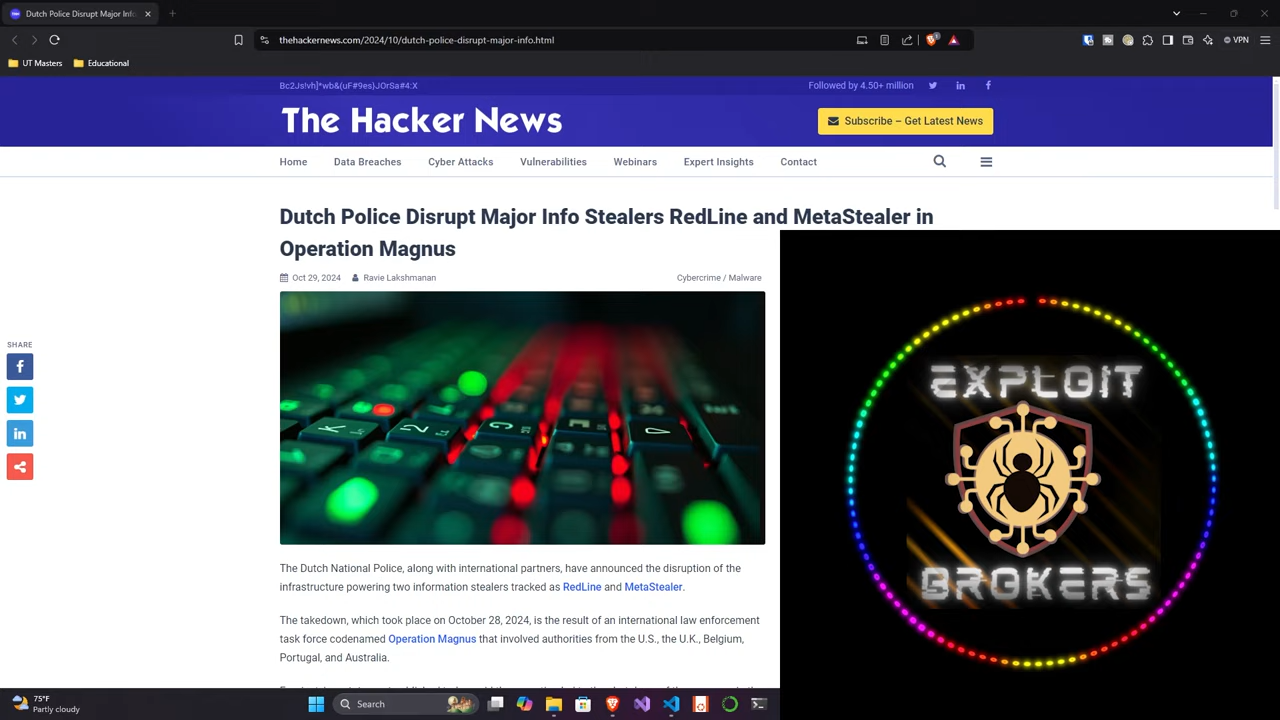 Dutch Police Disrupt Major Info
thehackernews.com/2024/10/dutch-police-disrupt-major-info.html
VPN
UT Masters
Educational
Bc2Js!vh]*wb&(uF#9es}JOrSa#4:X
Followed by 4.50+ million
The Hacker News
Subscribe – Get Latest News
Home
Data Breaches
Cyber Attacks
Vulnerabilities
Webinars
Expert Insights
Contact
Dutch Police Disrupt Major Info Stealers RedLine and MetaStealer in
Operation Magnus
Oct 29, 2024
Ravie Lakshmanan
Cybercrime / Malware
SHARE
EXPLOIT
BROKERS
The Dutch National Police, along with international partners, have announced the disruption of the
infrastructure powering two information stealers tracked as RedLine and MetaStealer.
The takedown, which took place on October 28, 2024, is the result of an international law enforcement
task force codenamed Operation Magnus that involved authorities from the U.S., the U.K., Belgium,
Portugal, and Australia.
75°F
Partly cloudy
Search